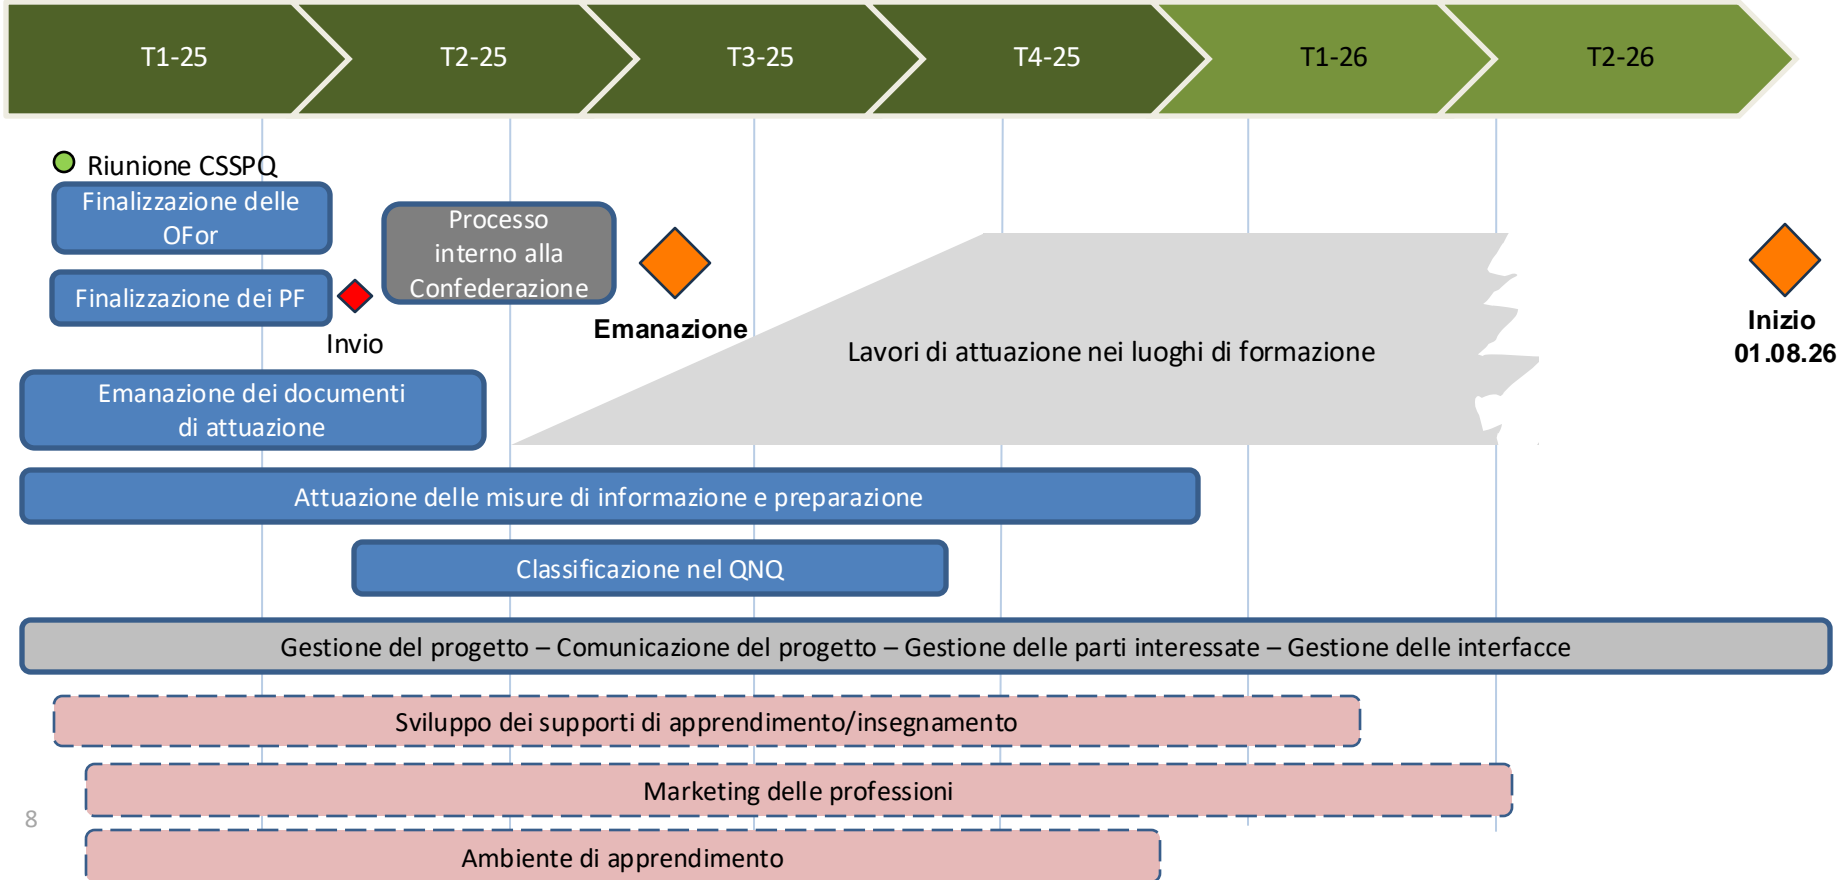 T1-25
T2-25
T3-25
T4-25
T1-26
T2-26
Riunione CSSPQ
Finalizzazione delle
OFor
Processo
interno alla
Confederazione
Finalizzazione dei PF
Invio
Emanazione
Lavori di attuazione nei luoghi di formazione
Inizio
01.08.26
Emanazione dei documenti
di attuazione
Attuazione delle misure di informazione e preparazione
Classificazione nel QNQ
Gestione del progetto – Comunicazione del progetto – Gestione delle parti interessate – Gestione delle interfacce
Sviluppo dei supporti di apprendimento/insegnamento
Marketing delle professioni
8
Ambiente di apprendimento